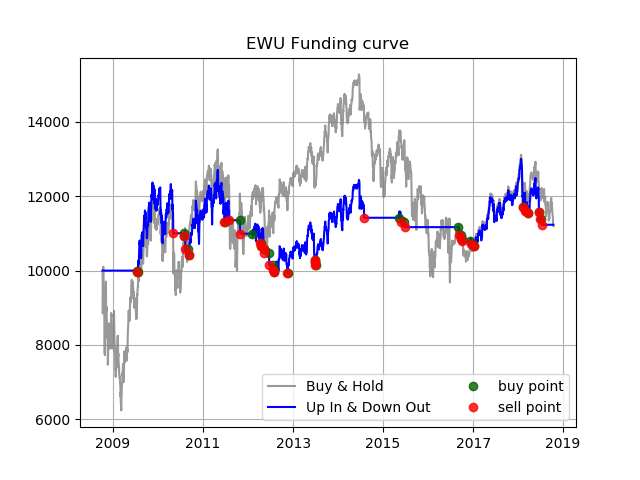 EWU Funding curve
14000
12000
10000
8000
6000
Buy & Hold
Up In & Down Out
buy point
sell point
2009 2011 2013 2015 2017 2019